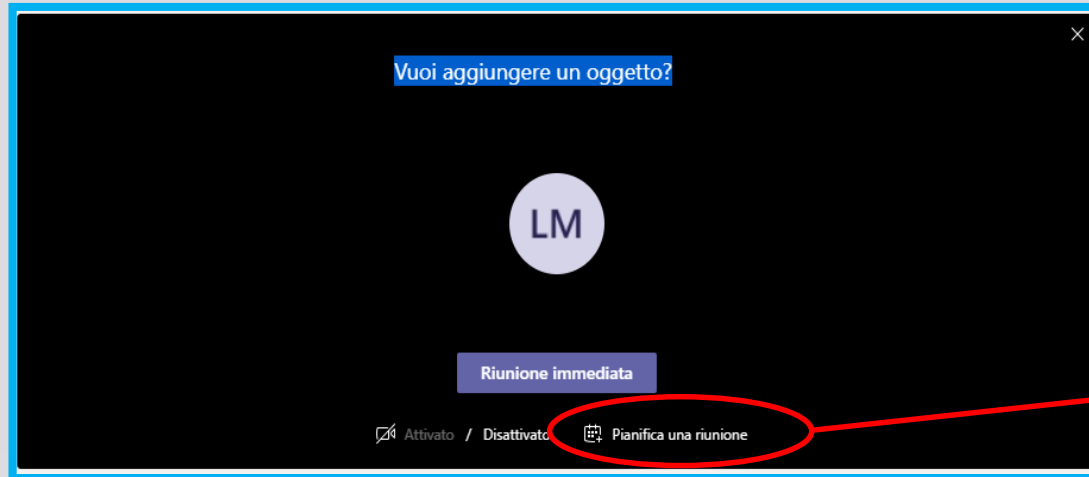 Vuoi aggiungere un oggetto?
LM
Riunione immediata
Attivato / Disattivato Pianifica una riunione